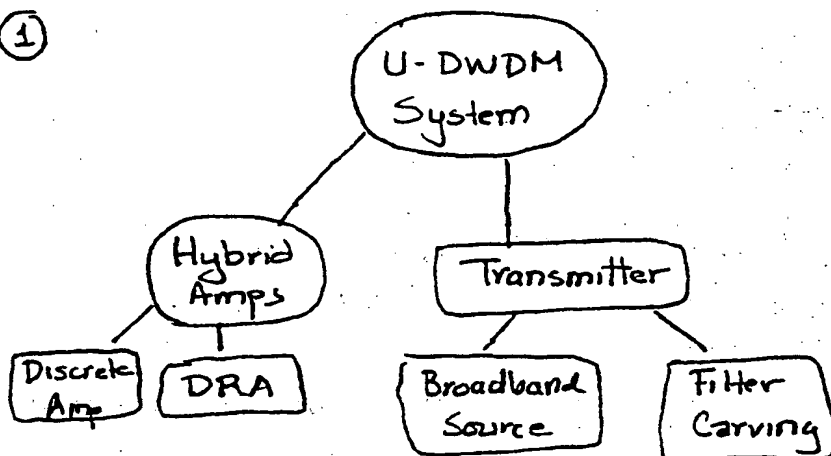 1
U-DWDM
System
Hybrid
Amps
Transmitter
Discrete
Amp
DRA
Broadband
Source
Filter
Carving